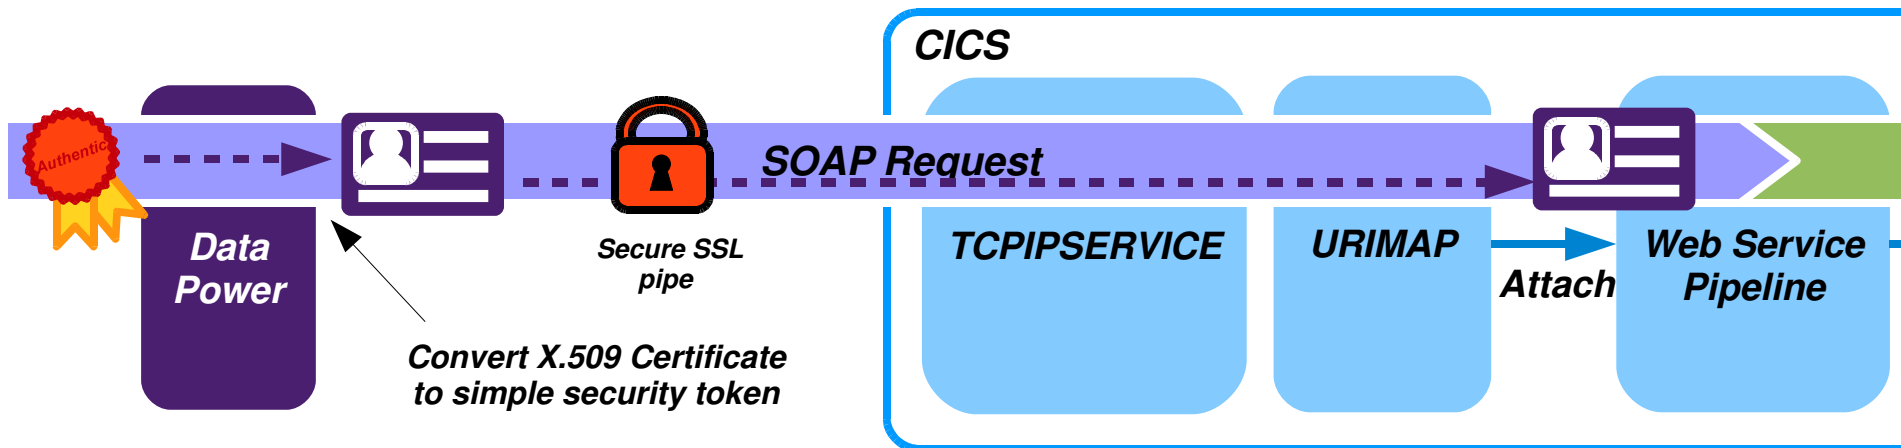 CICS
Authentic
SOAP Request
Data
Power
Secure SSL
pipe
TCPIPSERVICE
URIMAP
Attach
Web Service
Pipeline
Convert X.509 Certificate
to simple security token